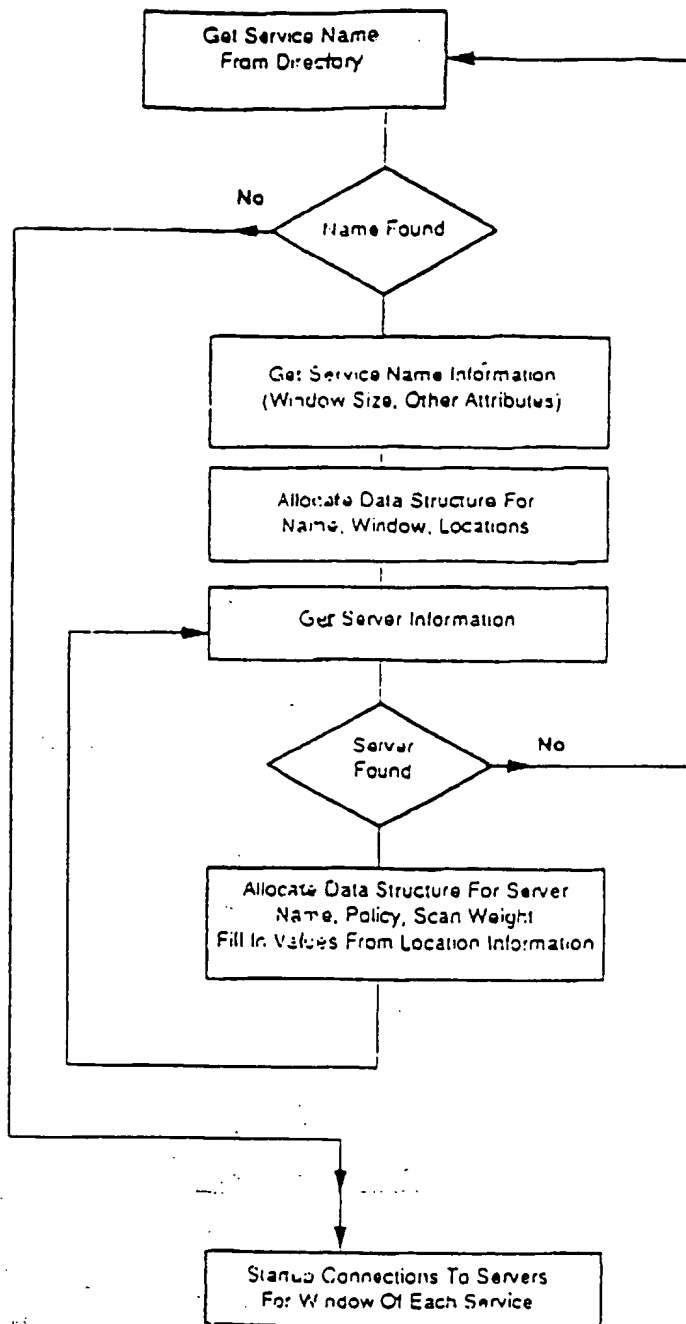 Get Service Name
From Directory
No
Name Found
Get Service Name Information
(Window Size, Other Attributes)
Allocate Data Structure For
Name, Window, Locations
Get Server Information
Server
Found
No
Allocate Data Structure For Server
Name, Policy, Scan Weight
Fill In Values From Location Information
Startup Connections To Servers
For Window Of Each Service